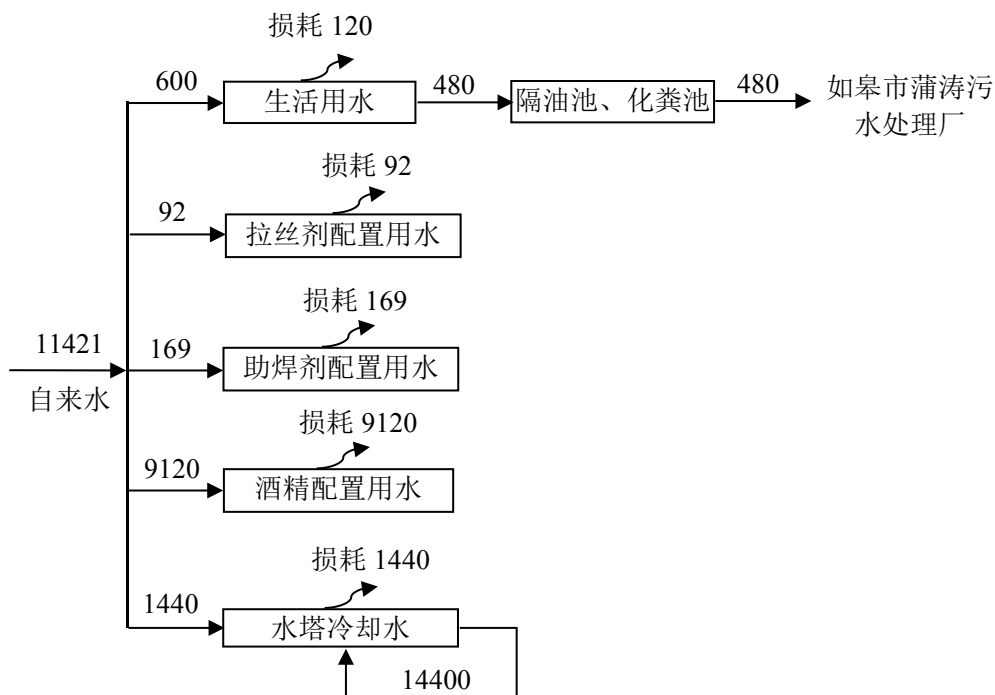 损耗 120
600
生活用水
480
隔油池、化粪池
480
如皋市蒲涛污
水处理厂
损耗 92
92
拉丝剂配置用水
损耗 169
11421
自来水
169
助焊剂配置用水
损耗 9120
9120
酒精配置用水
损耗 1440
1440
水塔冷却水
14400